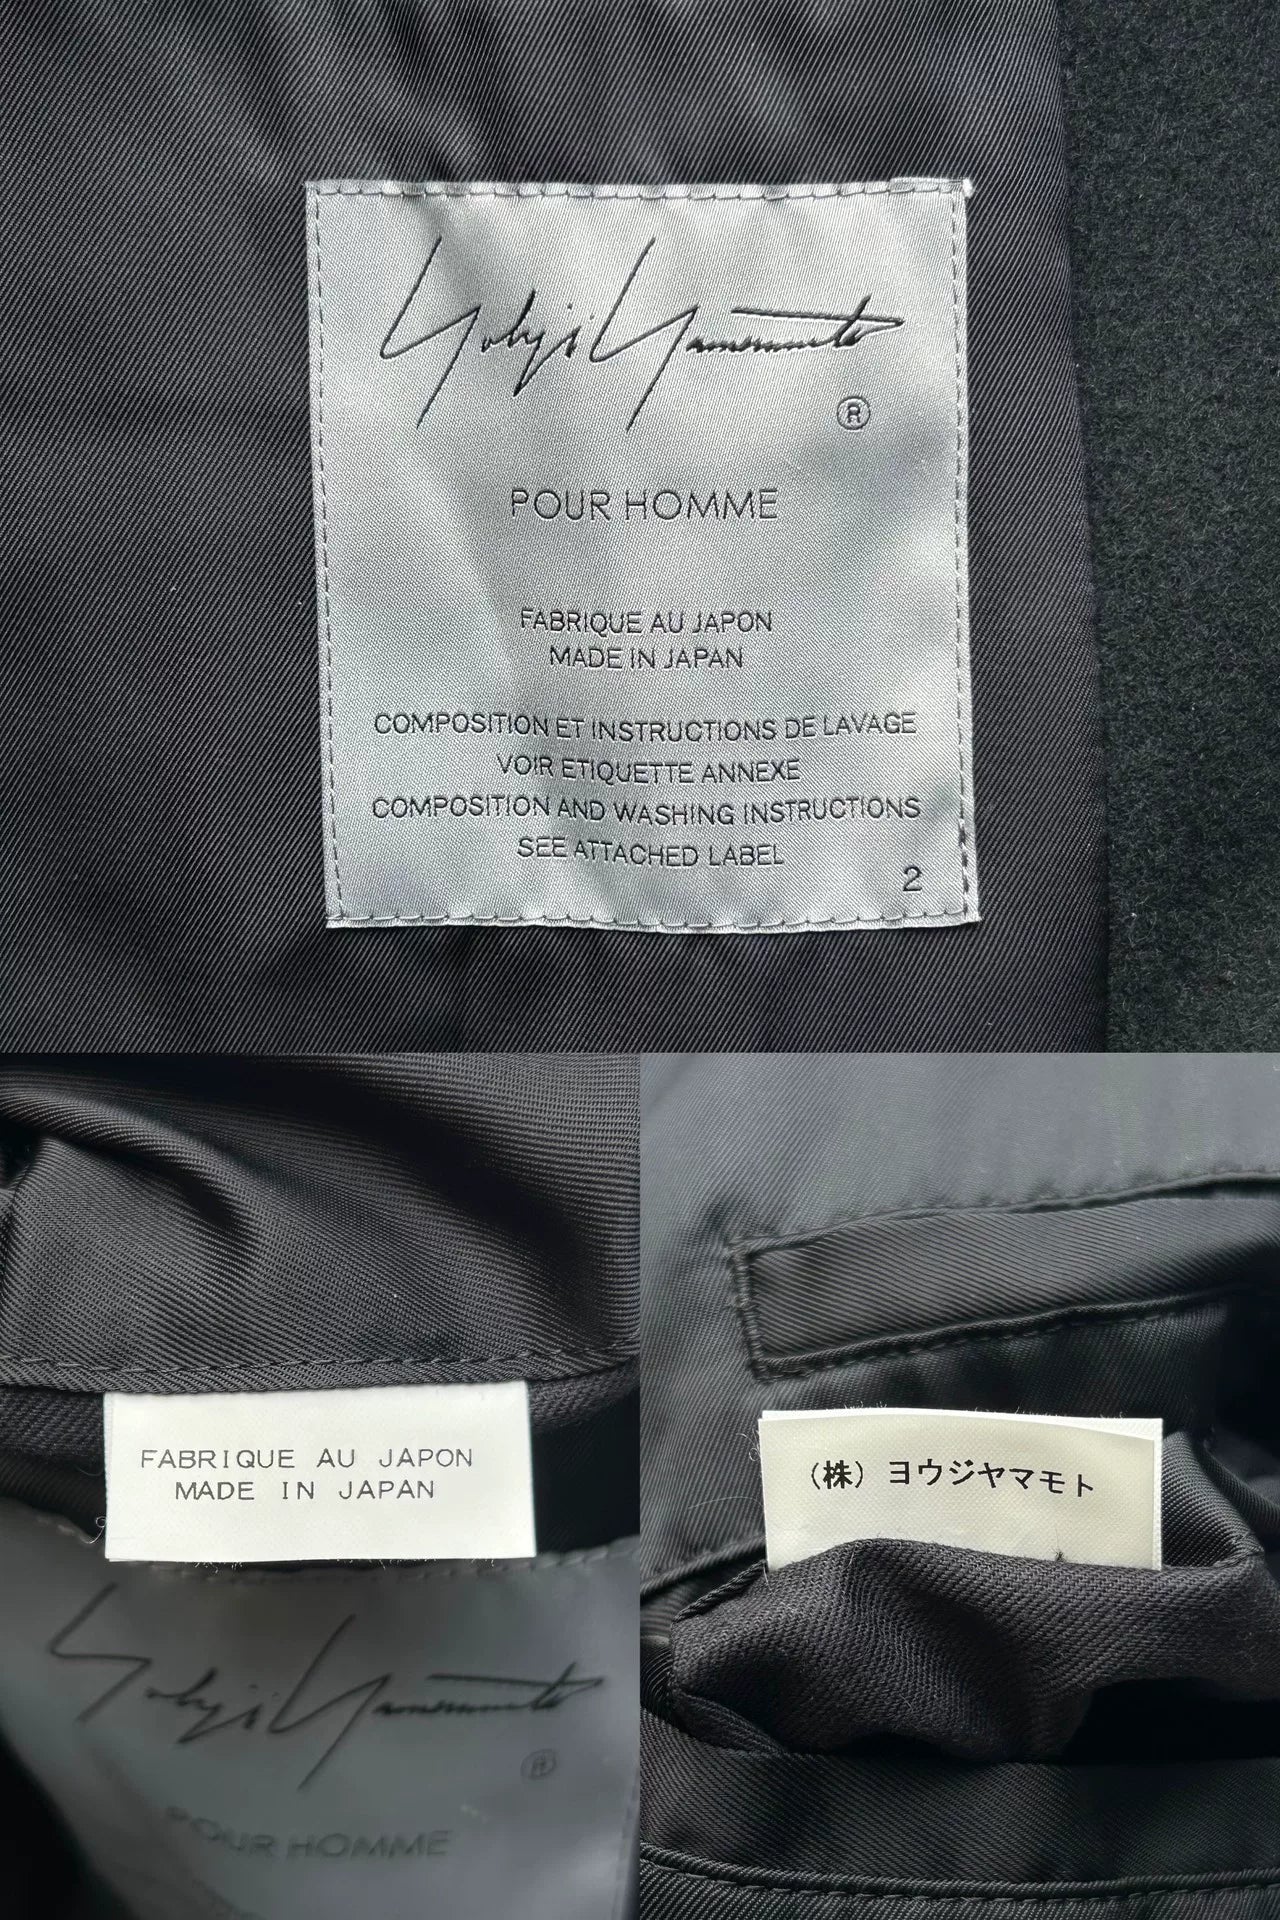 Yohji Yamamoto
®
POUR HOMME
FABRIQUE AU JAPON
MADE IN JAPAN
COMPOSITION ET INSTRUCTIONS DE LAVAGE
VOIR ETIQUETTE ANNEXE
COMPOSITION AND WASHING INSTRUCTIONS
SEE ATTACHED LABEL
2
FABRIQUE AU JAPON
MADE IN JAPAN
Yohji Yamamoto
®
POUR HOMME
(株) ヨウジヤマモト